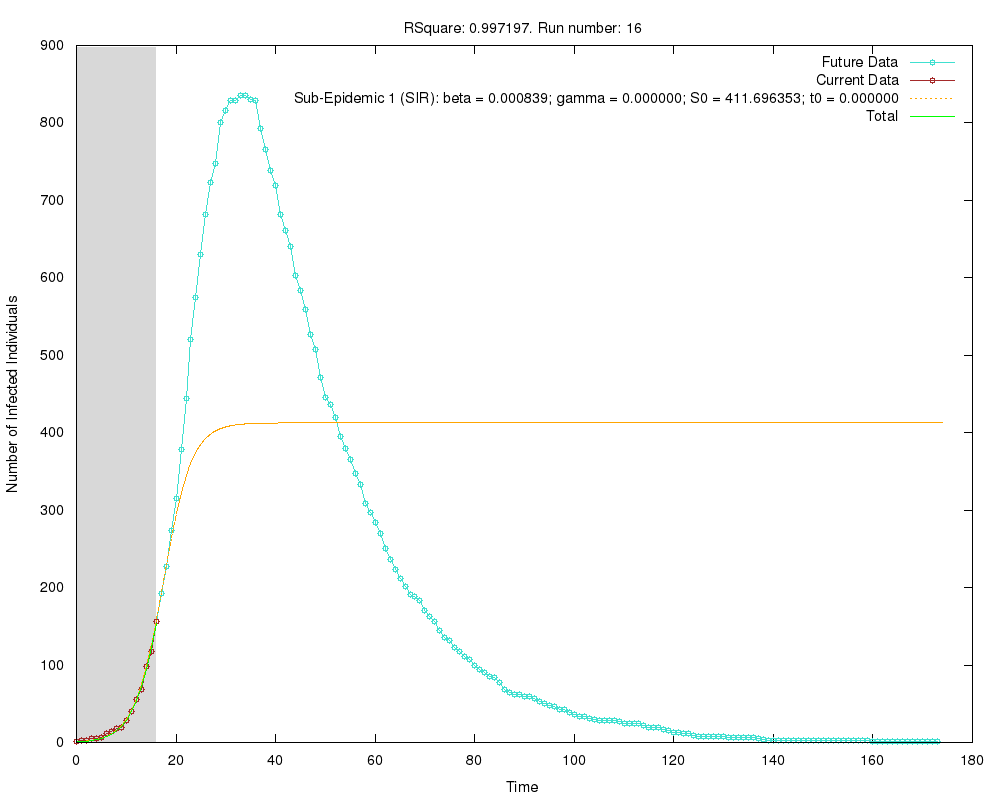 RSquare: 0.997197. Run number: 16
Future Data
Current Data
Sub-Epidemic 1 (SIR): beta = 0.000839; gamma = 0.000000; S0 = 411.696353; t0 = 0.000000
Total
900
800
700
600
500
400
300
200
100
0
Number of Infected Individuals
0 20 40 60 80 100 120 140 160 180
Time